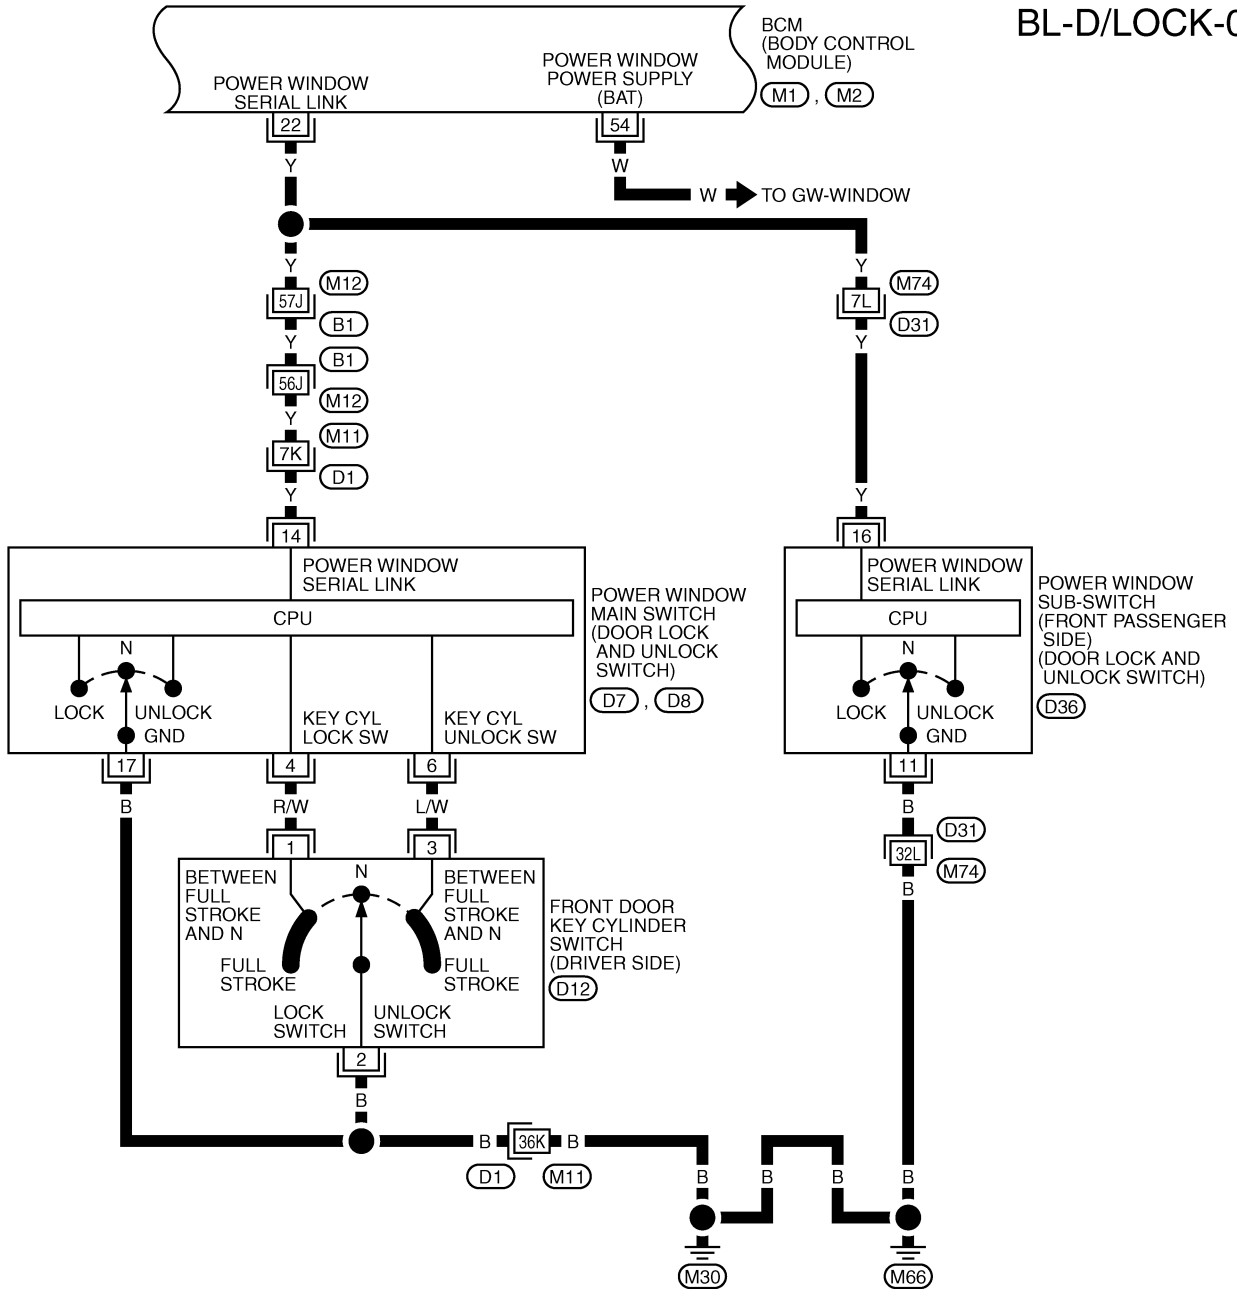 BL-D/LOCK-0
BCM
(BODY CONTROL
MODULE)
M1 , M2
POWER WINDOW
SERIAL LINK
POWER WINDOW
POWER SUPPLY
(BAT)
22
54
Y
W
W
TO GW-WINDOW
Y
Y
M12
57J
B1
M74
7L
D31
Y
Y
B1
56J
M12
Y
M11
7K
D1
Y
Y
14
16
POWER WINDOW
SERIAL LINK
CPU
N
LOCK
UNLOCK
GND
KEY CYL
LOCK SW
KEY CYL
UNLOCK SW
POWER WINDOW
MAIN SWITCH
(DOOR LOCK
AND UNLOCK
SWITCH)
D7 , D8
POWER WINDOW
SERIAL LINK
CPU
N
LOCK
UNLOCK
GND
POWER WINDOW
SUB-SWITCH
(FRONT PASSENGER
SIDE)
(DOOR LOCK AND
UNLOCK SWITCH)
D36
17
4
6
11
B
R/W
L/W
B
1
3
D31
32L
M74
B
BETWEEN
FULL
STROKE
AND N
N
BETWEEN
FULL
STROKE
AND N
FULL
STROKE
FULL
STROKE
LOCK
SWITCH
UNLOCK
SWITCH
FRONT DOOR
KEY CYLINDER
SWITCH
(DRIVER SIDE)
D12
2
B
B
36K
B
D1
M11
B
B
B
B
M30
M66